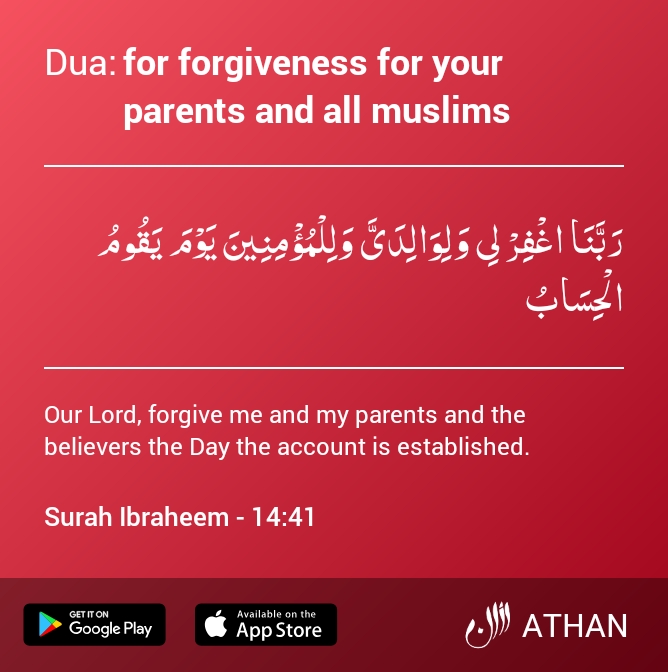 Dua: for forgiveness for your
parents and all muslims
رَبَّنَا اغْفِرْ لِي وَلِوَالِدَيَّ وَلِلْمُؤْمِنِينَ يَوْمَ يَقُومُ
الْحِسَابُ
Our Lord, forgive me and my parents and the
believers the Day the account is established.
Surah Ibraheem - 14:41
GET IT ON
Google Play
Available on the
App Store
ATHAN